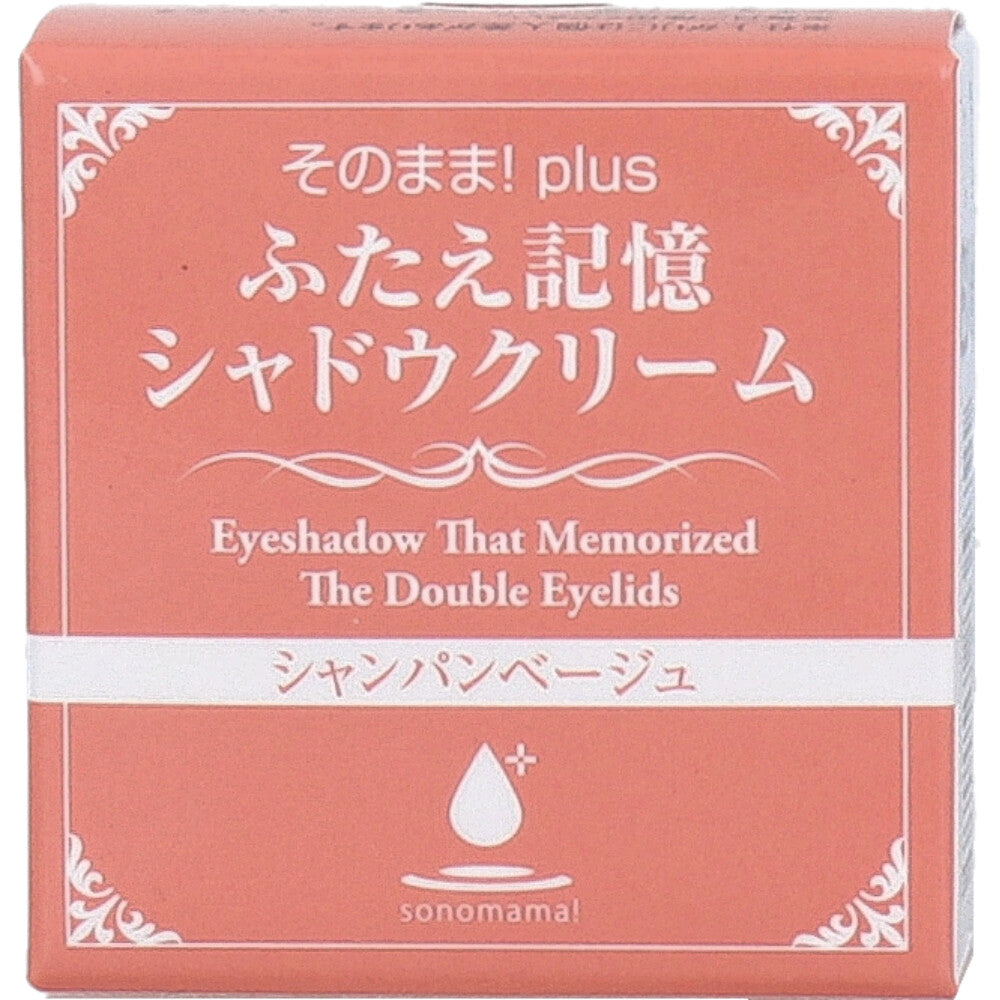 そのまま! plus
ふたえ記憶
シャドウクリーム
Eyeshadow That Memorized
The Double Eyelids
シャンパンベージュ
sonomama!